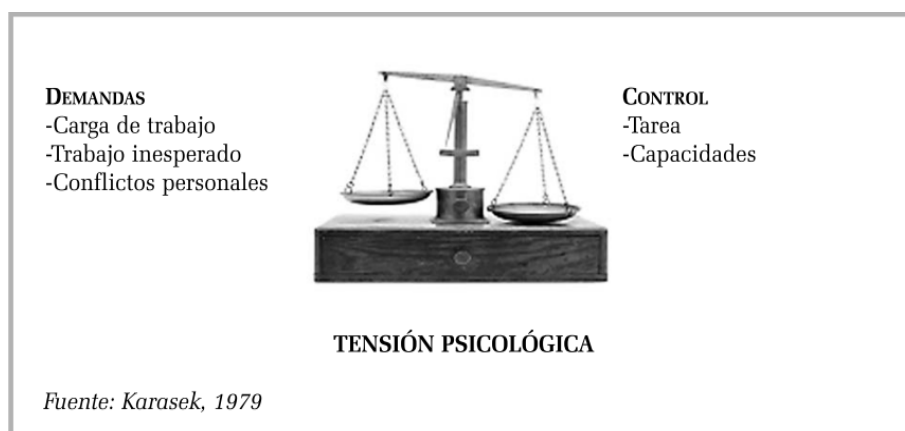 DEMANDAS
-Carga de trabajo
-Trabajo inesperado
-Conflictos personales
CONTROL
-Tarea
-Capacidades
TENSIÓN PSICOLÓGICA
Fuente: Karasek, 1979